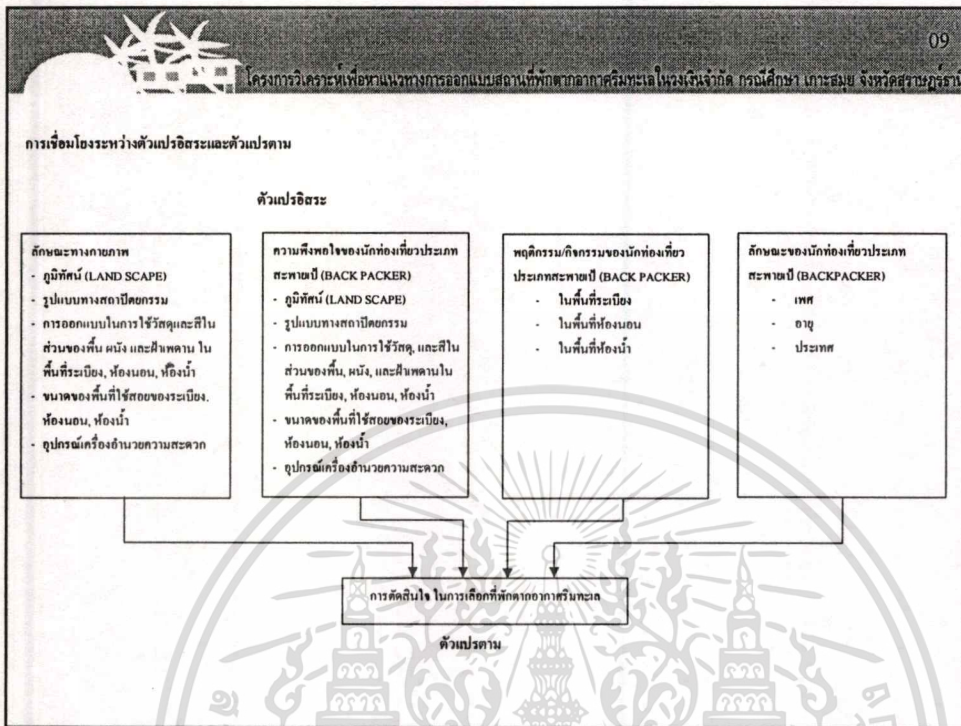 09
โครงการวิเคราะห์เพื่อหาแนวทางการออกแบบสถานที่พักตากอากาศริมทะเลในวงเงินจำกัด กรณีศึกษา เกาะสมุย จังหวัดสุราษฎร์ธานี
การเชื่อมโยงระหว่างตัวแปรอิสระและตัวแปรตาม
ตัวแปรอิสระ
ลักษณะทางกายภาพ
- ภูมิทัศน์ (LAND SCAPE)
- รูปแบบทางสถาปัตยกรรม
- การออกแบบในการใช้วัสดุและสีใน
ส่วนของพื้น ผนัง และฝ้าเพดาน ใน
พื้นที่ระเบียง, ห้องนอน, ห้องน้ำ
- ขนาดของพื้นที่ใช้สอยของระเบียง.
ห้องนอน, ห้องน้ำ
- อุปกรณ์เครื่องอำนวยความสะดวก
ความพึงพอใจของนักท่องเที่ยวประเภท
สะพายเป้ (BACK PACKER)
- ภูมิทัศน์ (LAND SCAPE)
- รูปแบบทางสถาปัตยกรรม
- การออกแบบในการใช้วัสดุ, และสีใน
ส่วนของพื้น, ผนัง, และฝ้าเพดานใน
พื้นที่ระเบียง, ห้องนอน, ห้องน้ำ
- ขนาดของพื้นที่ใช้สอยของระเบียง,
ห้องนอน, ห้องน้ำ
- อุปกรณ์เครื่องอำนวยความสะดวก
พฤติกรรม/กิจกรรมของนักท่องเที่ยว
ประเภทสะพายเป้ (BACK PACKER)
- ในพื้นที่ระเบียง
- ในพื้นที่ห้องนอน
- ในพื้นที่ห้องน้ำ
ลักษณะของนักท่องเที่ยวประเภท
สะพายเป้ (BACKPACKER)
- เพศ
- อายุ
- ประเทศ
การตัดสินใจ ในการเลือกที่พักตากอากาศริมทะเล
ตัวแปรตาม